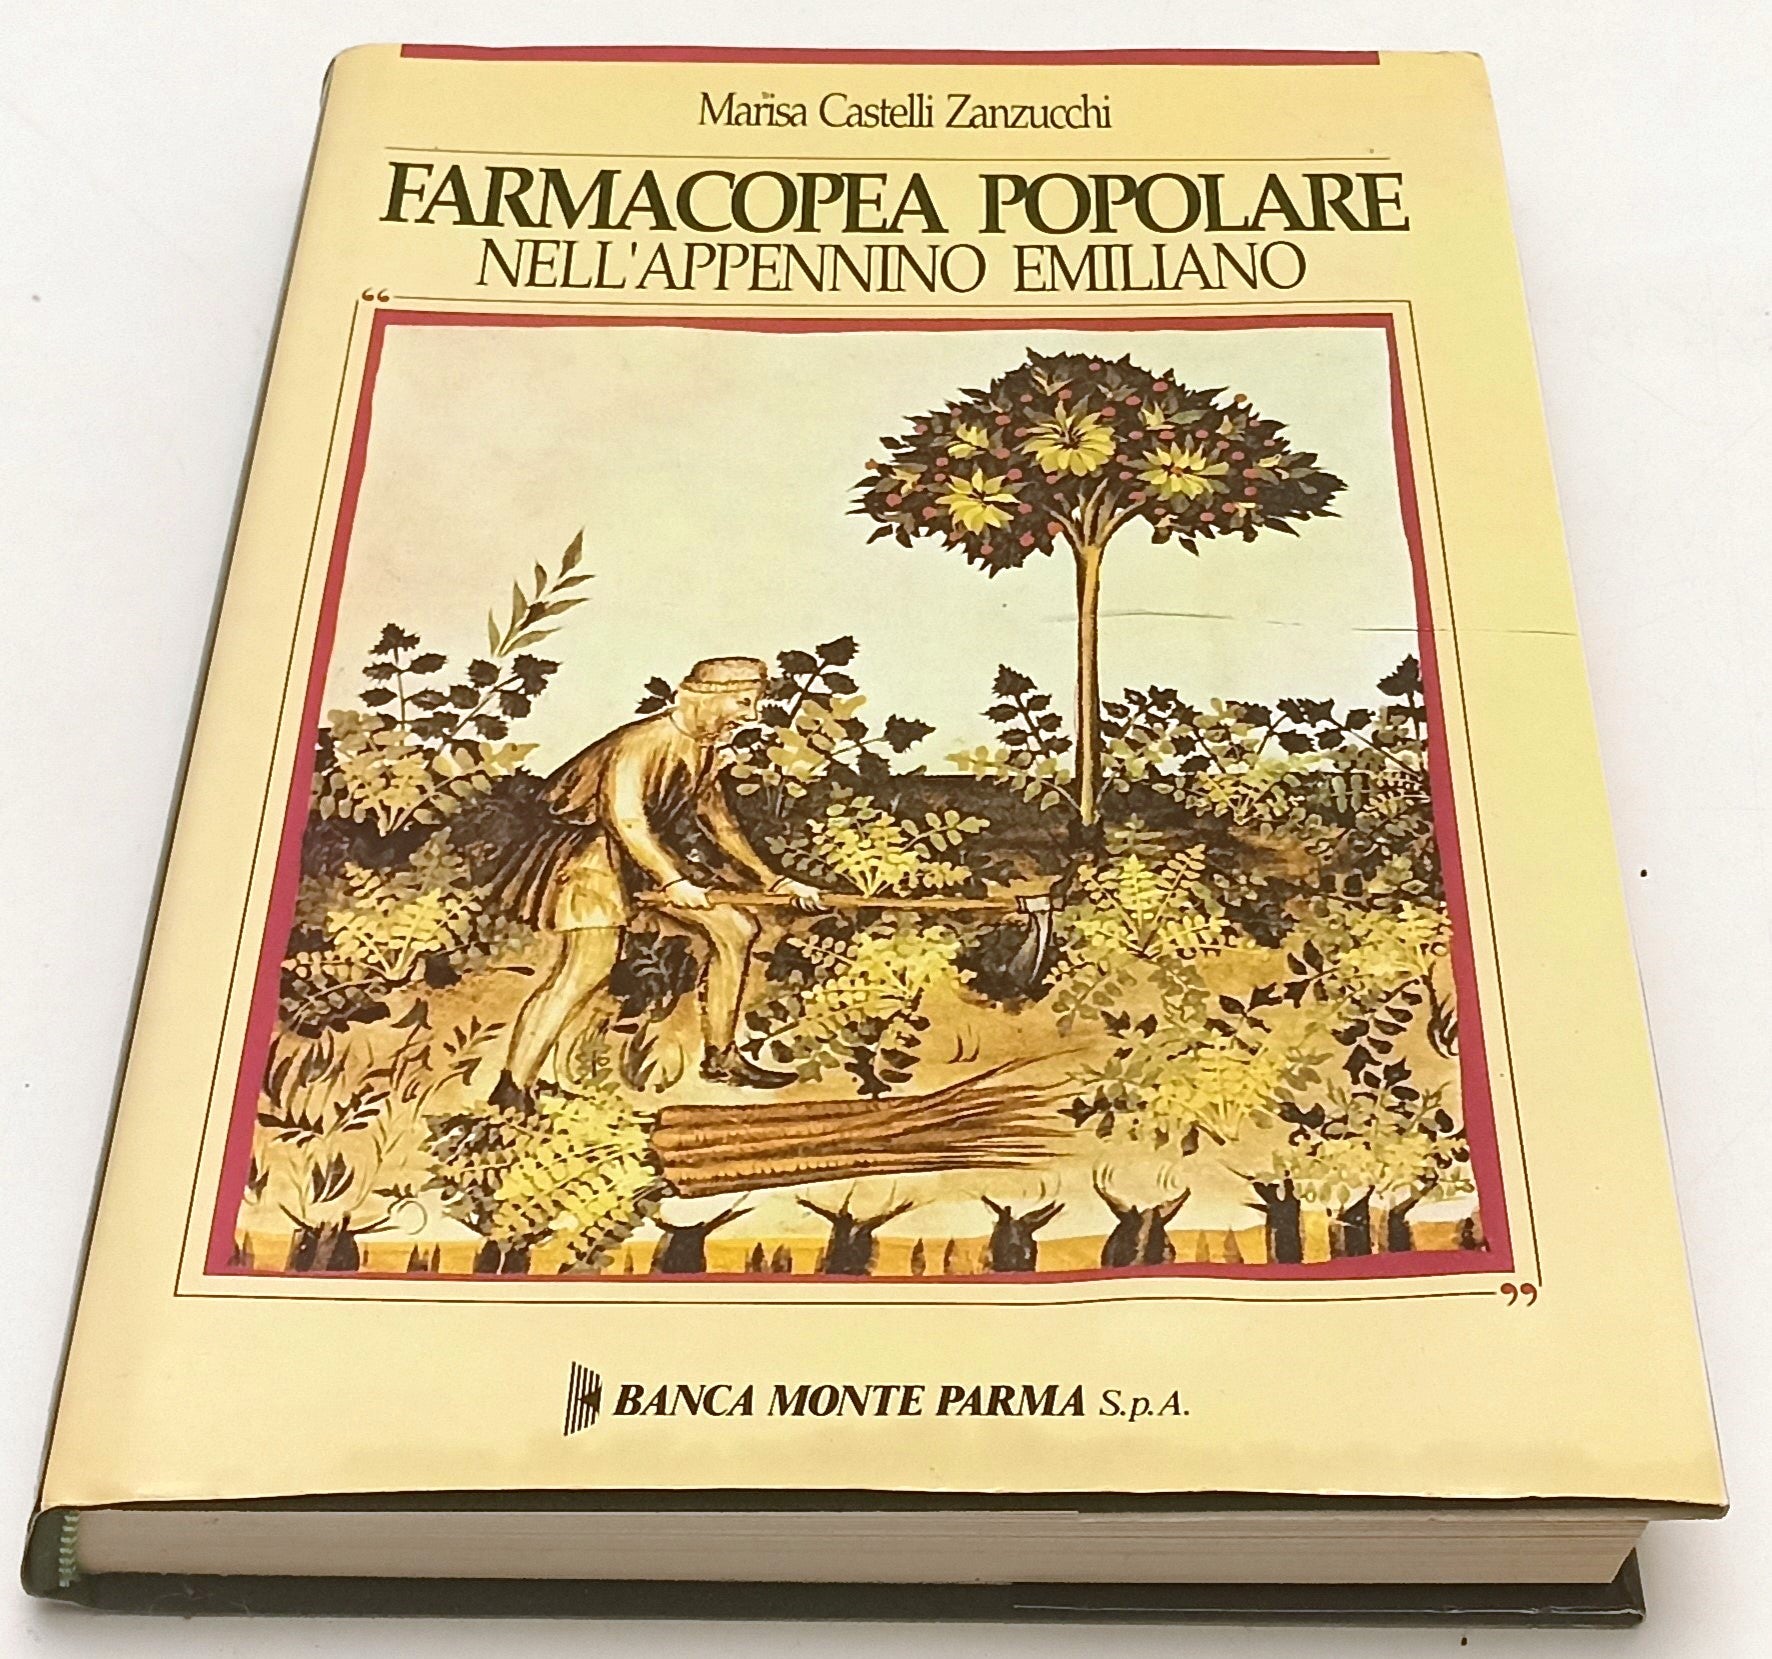 Marisa Castelli Zanzucchi
FARMACOPEA POPOLARE
NELL'APPENNINO EMILIANO
“
”
BANCA MONTE PARMA S.p.A.